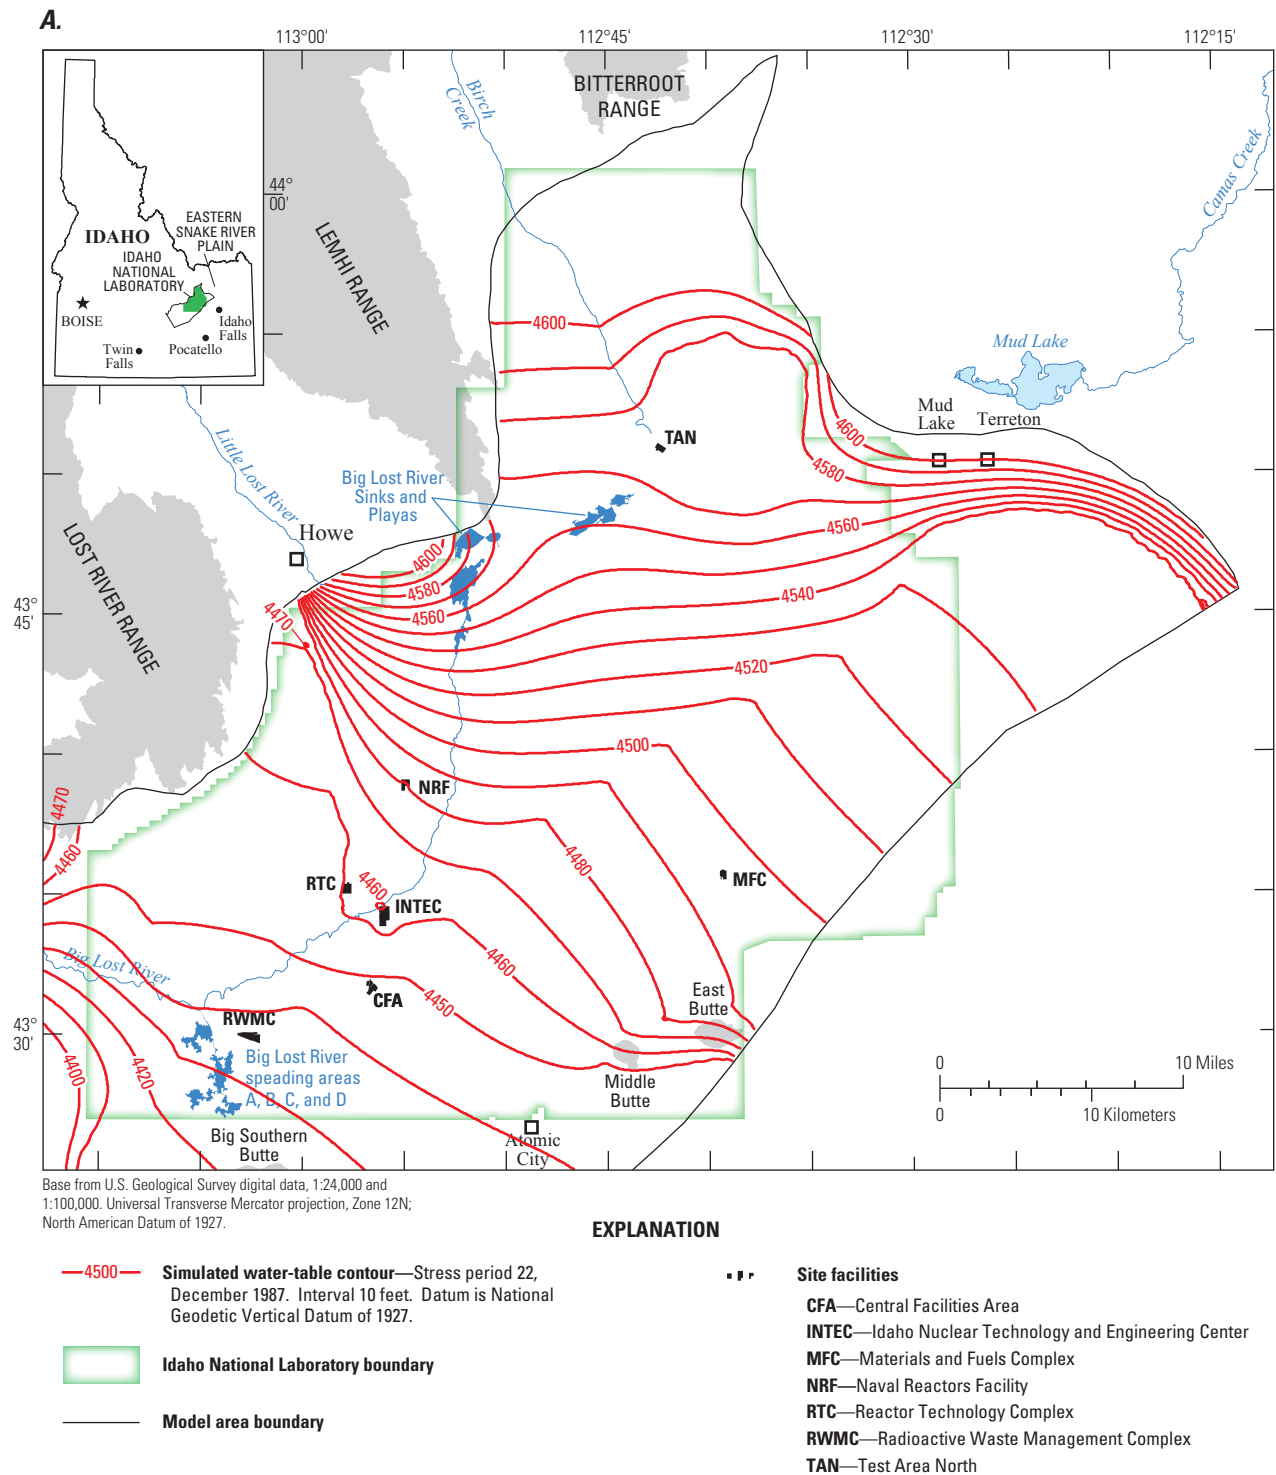 A.
113°00'
112°45'
112°30'
112°15'
BITTERROOT
RANGE
Birch
Creek
Camas Creek
44°
00'
EASTERN
SNAKE RIVER
PLAIN
IDAHO
IDAHO
NATIONAL
LABORATORY
BOISE
Idaho
Falls
Twin
Falls
Pocatello
LEMHI RANGE
4600
Mud Lake
Mud
Lake
Terreton
TAN
4600
4580
Little Lost River
Big Lost River
Sinks and
Playas
4560
Howe
LOST RIVER RANGE
4600
4580
4560
4540
43°
45'
4470
4520
4500
4470
NRF
4460
4480
MFC
RTC
4460
INTEC
4460
Big Lost River
CFA
4450
East
Butte
RWMC
43°
30'
Big Lost River
speading areas
A, B, C, and D
4400
4420
Middle
Butte
0
10 Miles
0
10 Kilometers
Big Southern
Butte
Atomic
City
Base from U.S. Geological Survey digital data, 1:24,000 and
1:100,000. Universal Transverse Mercator projection, Zone 12N;
North American Datum of 1927.
EXPLANATION
4500
Simulated water-table contour—Stress period 22,
December 1987. Interval 10 feet. Datum is National
Geodetic Vertical Datum of 1927.
Idaho National Laboratory boundary
Model area boundary
Site facilities
CFA—Central Facilities Area
INTEC—Idaho Nuclear Technology and Engineering Center
MFC—Materials and Fuels Complex
NRF—Naval Reactors Facility
RTC—Reactor Technology Complex
RWMC—Radioactive Waste Management Complex
TAN—Test Area North